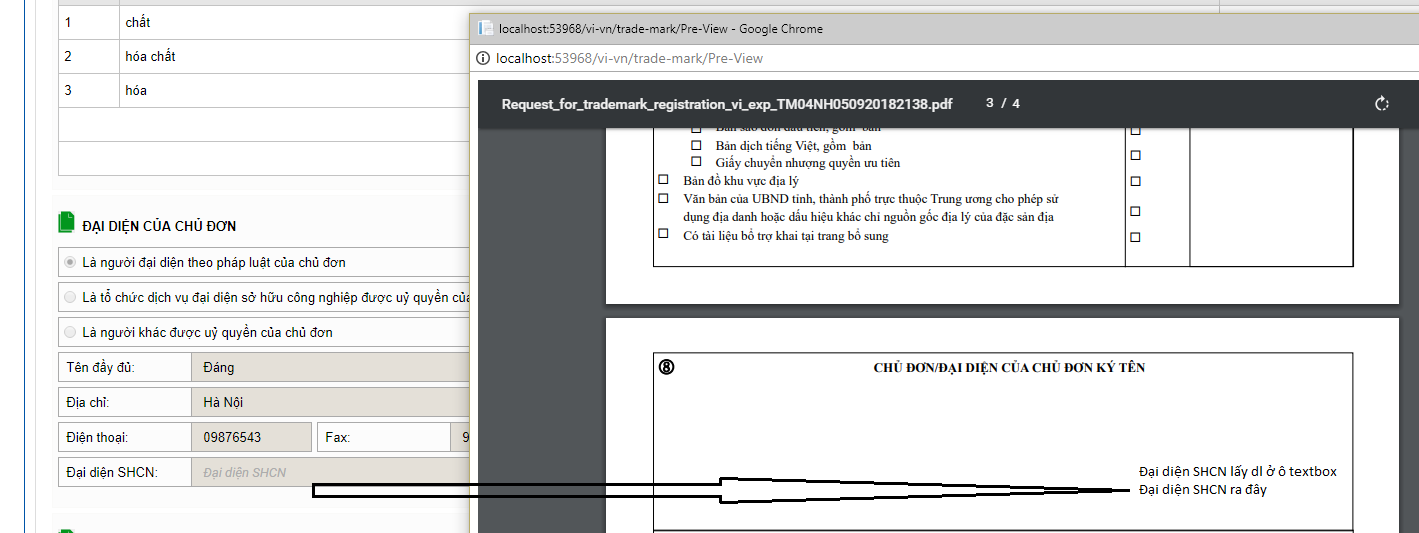 1 chất
2 hóa chất
3 hóa
ĐẠI DIỆN CỦA CHỦ ĐƠN
Là người đại diện theo pháp luật của chủ đơn
Là tổ chức dịch vụ đại diện sở hữu công nghiệp được uỷ quyền của
Là người khác được uỷ quyền của chủ đơn
Tên đầy đủ: Đáng
Địa chỉ: Hà Nội
Điện thoại: 09876543 Fax: 9
Đại diện SHCN: Đại diện SHCN
localhost:53968/vi-vn/trade-mark/Pre-View - Google Chrome
localhost:53968/vi-vn/trade-mark/Pre-View
Request_for_trademark_registration_vi_exp_TM04NH050920182138.pdf 3 / 4
Bản sao đơn đầu tiên, gồm bản
Bản dịch tiếng Việt, gồm bản
Giấy chuyển nhượng quyền ưu tiên
Bản đồ khu vực địa lý
Văn bản của UBND tỉnh, thành phố trực thuộc Trung ương cho phép sử
dụng địa danh hoặc dấu hiệu khác chỉ nguồn gốc địa lý của đặc sản địa
Có tài liệu bổ trợ khai tại trang bổ sung
⑧ CHỦ ĐƠN/ĐẠI DIỆN CỦA CHỦ ĐƠN KÝ TÊN
Đại diện SHCN lấy dl ở ô textbox
Đại diện SHCN ra đây